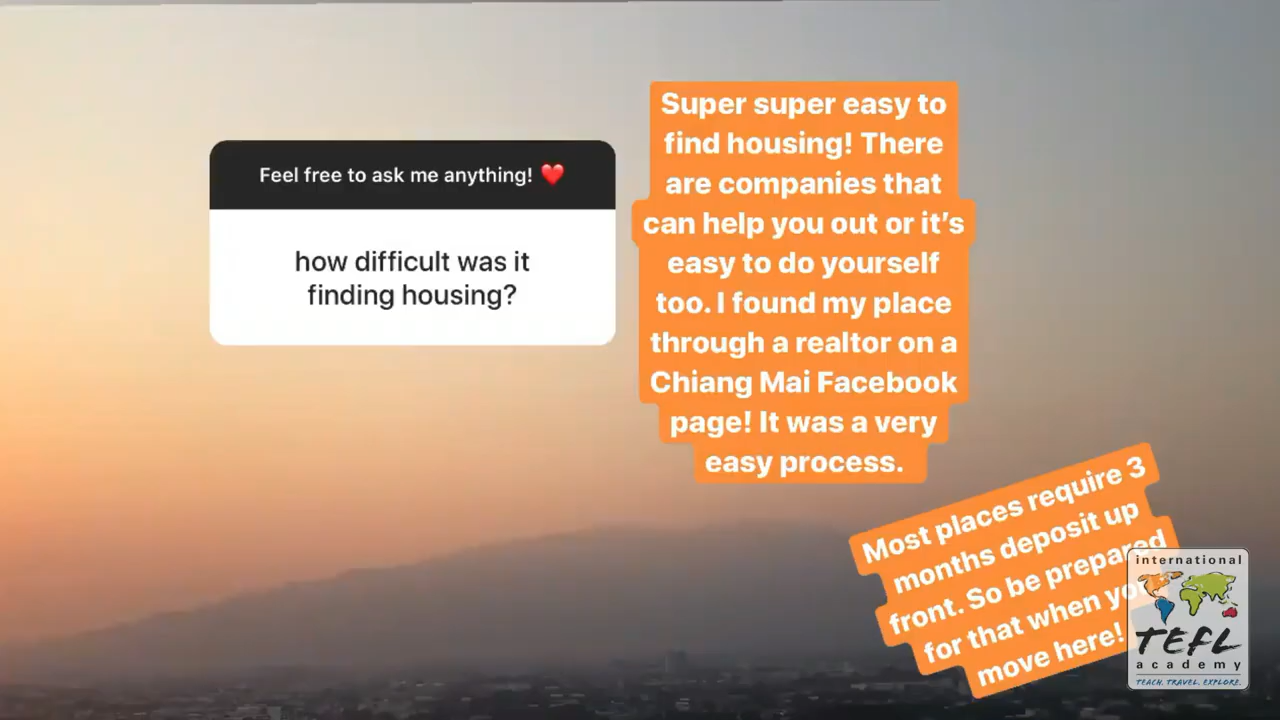 Feel free to ask me anything! ❤️
how difficult was it
finding housing?
Super super easy to
find housing! There
are companies that
can help you out or it’s
easy to do yourself
too. I found my place
through a realtor on a
Chiang Mai Facebook
page! It was a very
easy process.
Most places require 3
months deposit up
front. So be prepared
for that when you
move here!
international
TEFL
academy
TEACH. TRAVEL. EXPLORE.